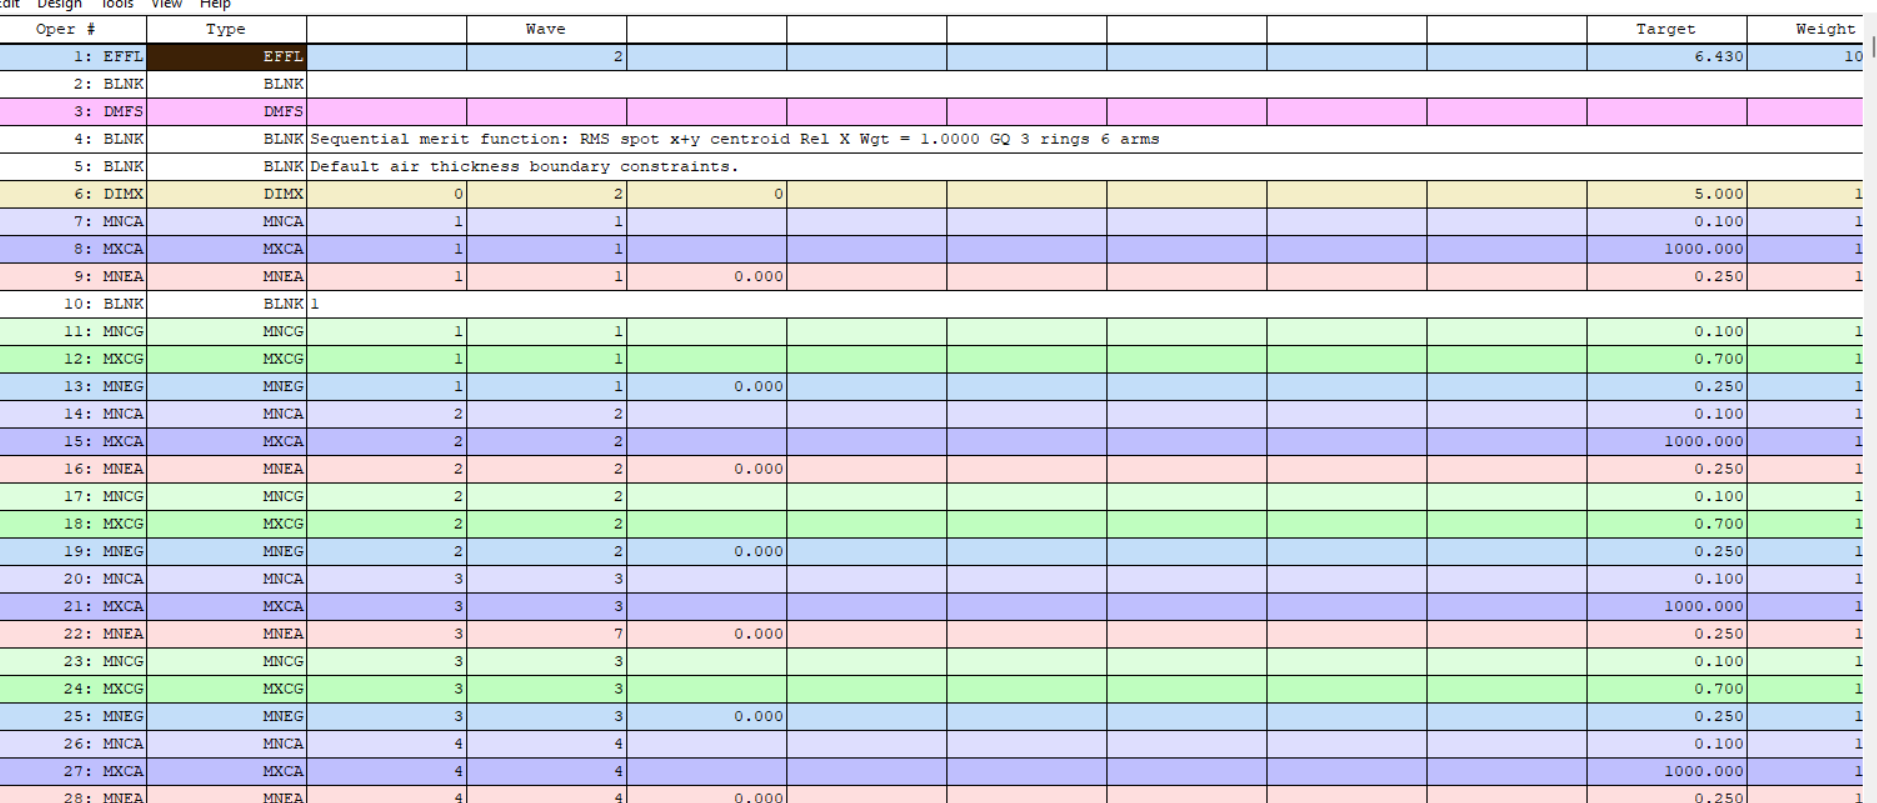 Edit Design Tools View Help
Oper # Type Wave Target Weight
1: EFFL EFFL 2 6.430 10
2: BLNK BLNK
3: DMFS DMFS
4: BLNK BLNK Sequential merit function: RMS spot x+y centroid Rel X Wgt = 1.0000 GQ 3 rings 6 arms
5: BLNK BLNK Default air thickness boundary constraints.
6: DIMX DIMX 0 2 0 5.000 1
7: MNCA MNCA 1 1 0.100 1
8: MXCA MXCA 1 1 1000.000 1
9: MNEA MNEA 1 1 0.000 0.250 1
10: BLNK BLNK 1
11: MNCG MNCG 1 1 0.100 1
12: MXCG MXCG 1 1 0.700 1
13: MNEG MNEG 1 1 0.000 0.250 1
14: MNCA MNCA 2 2 0.100 1
15: MXCA MXCA 2 2 1000.000 1
16: MNEA MNEA 2 2 0.000 0.250 1
17: MNCG MNCG 2 2 0.100 1
18: MXCG MXCG 2 2 0.700 1
19: MNEG MNEG 2 2 0.000 0.250 1
20: MNCA MNCA 3 3 0.100 1
21: MXCA MXCA 3 3 1000.000 1
22: MNEA MNEA 3 7 0.000 0.250 1
23: MNCG MNCG 3 3 0.100 1
24: MXCG MXCG 3 3 0.700 1
25: MNEG MNEG 3 3 0.000 0.250 1
26: MNCA MNCA 4 4 0.100 1
27: MXCA MXCA 4 4 1000.000 1
28: MNEA MNEA 4 4 0.000 0.250 1